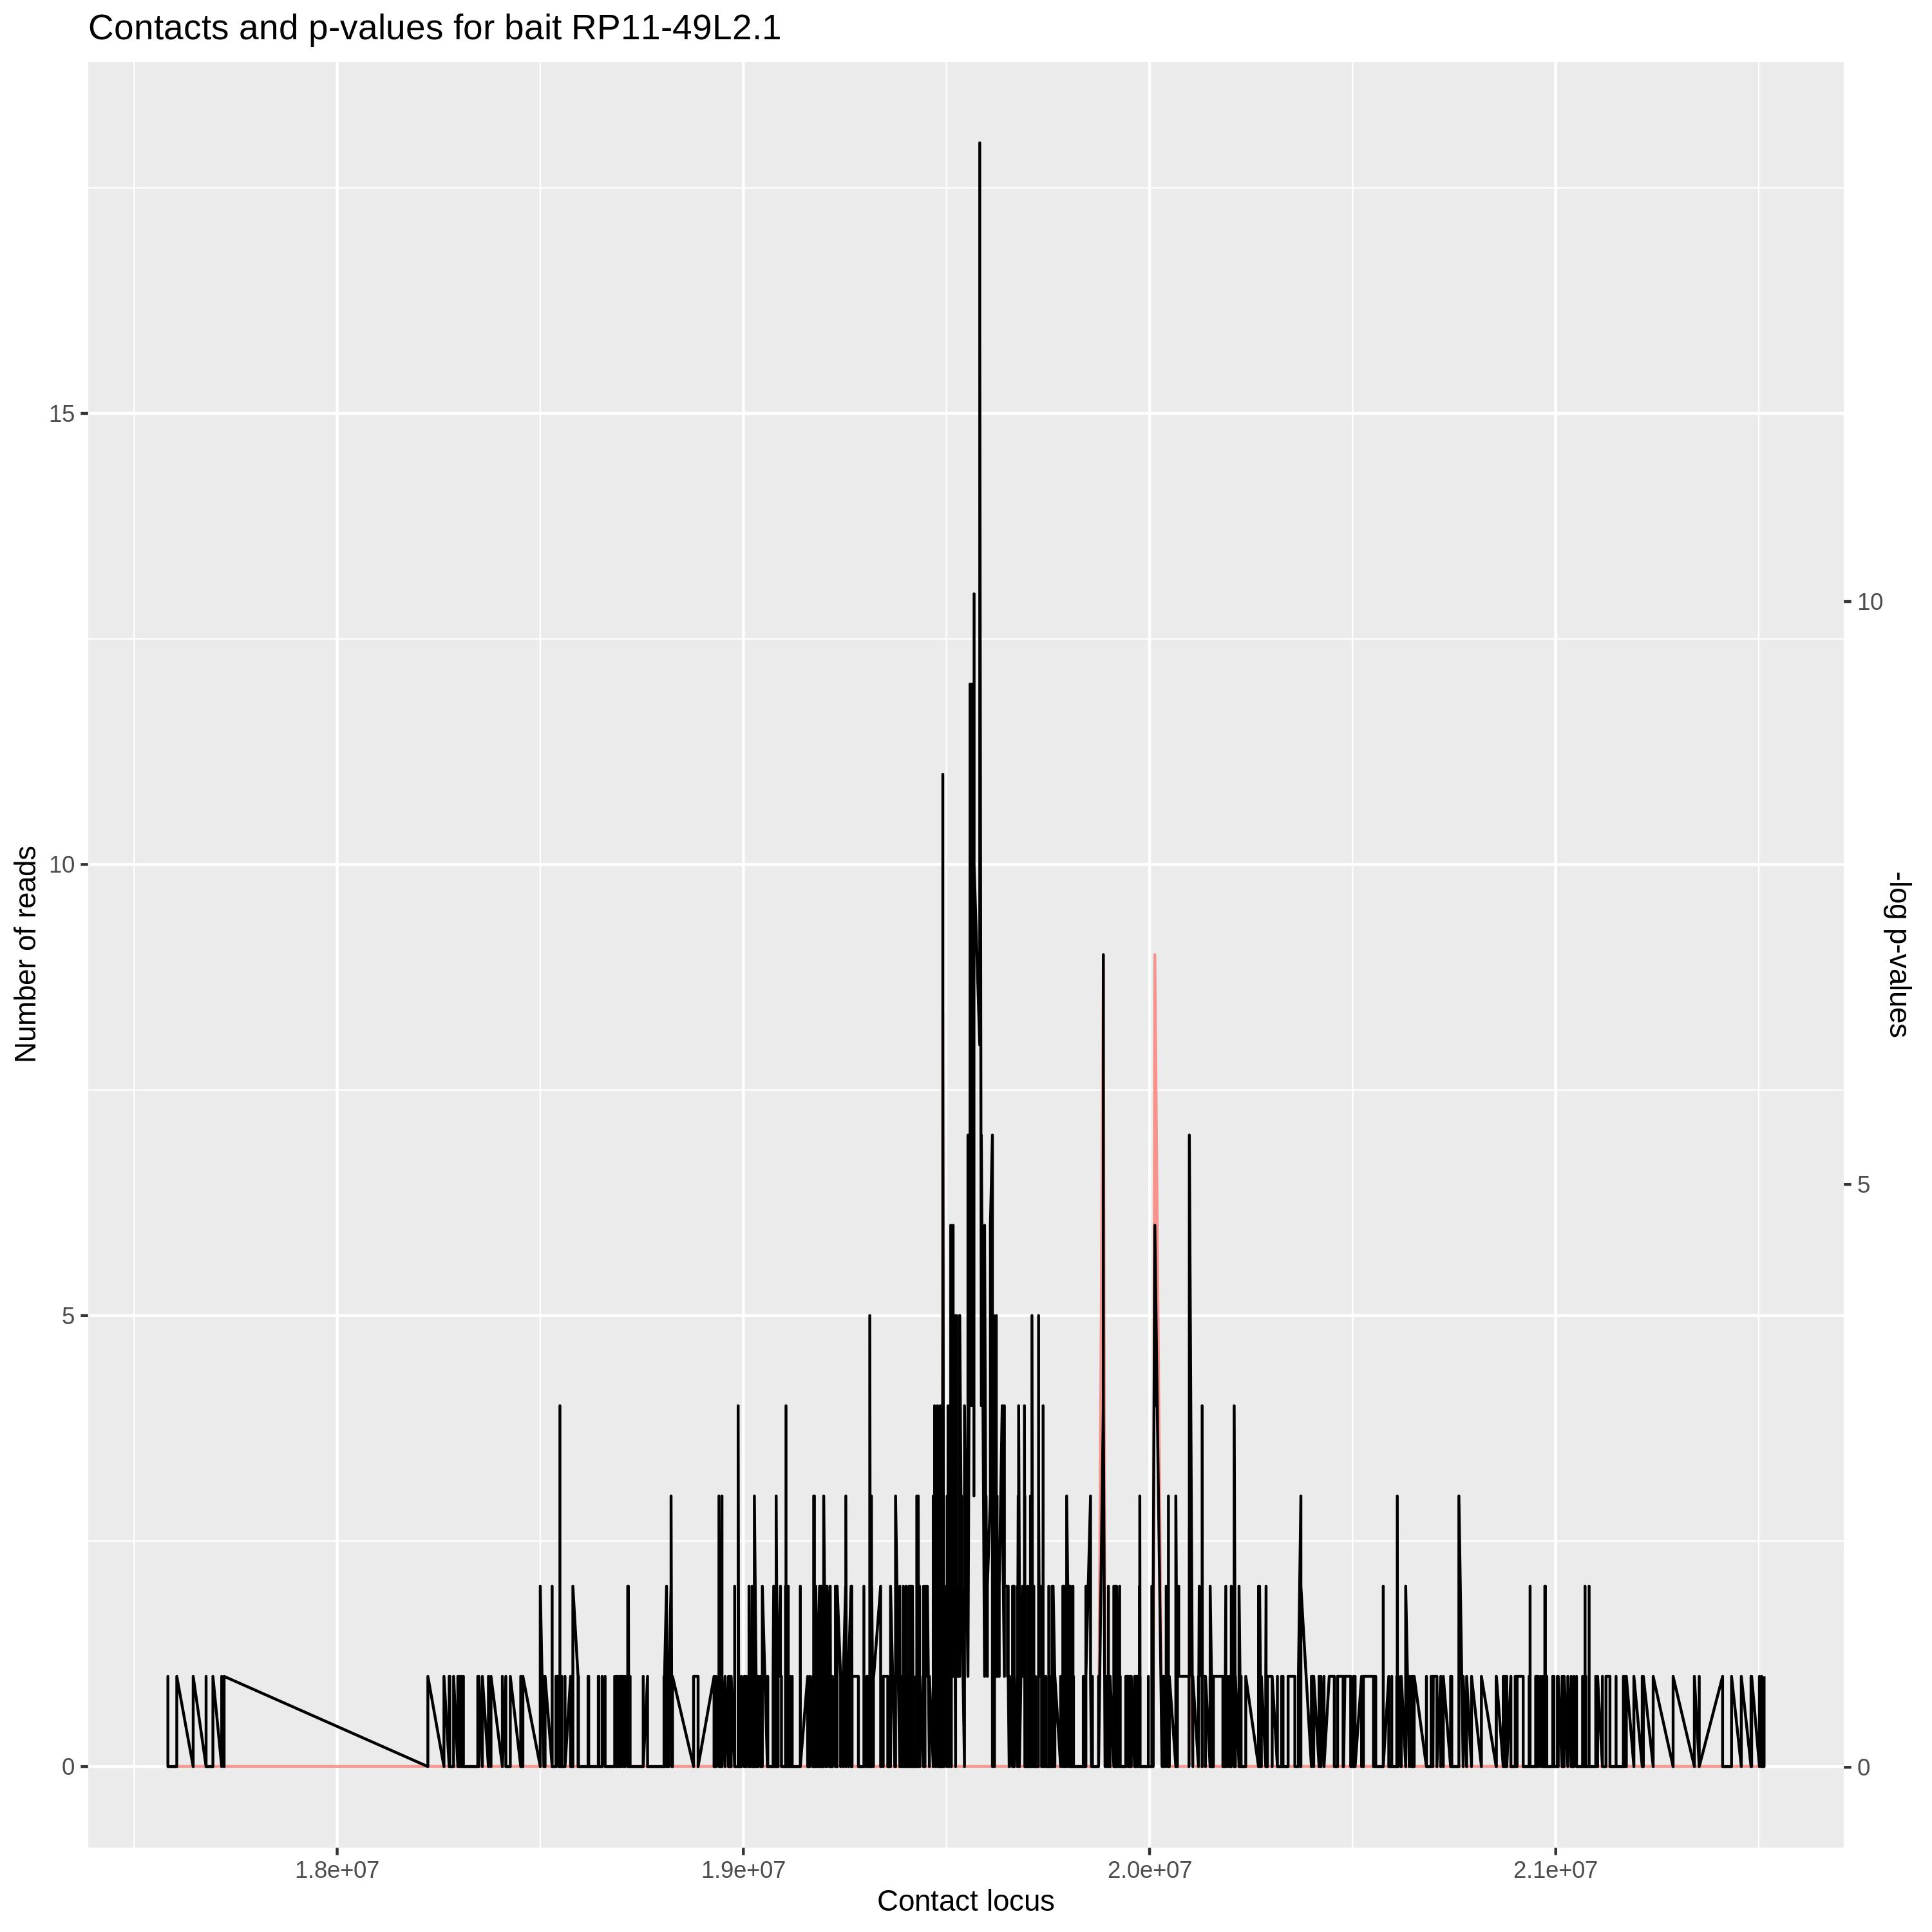 Contacts and p-values for bait RP11-49L2.1
Number of reads
15
10
5
0
10
5
0
-log p-values
1.8e+07
1.9e+07
2.0e+07
2.1e+07
Contact locus